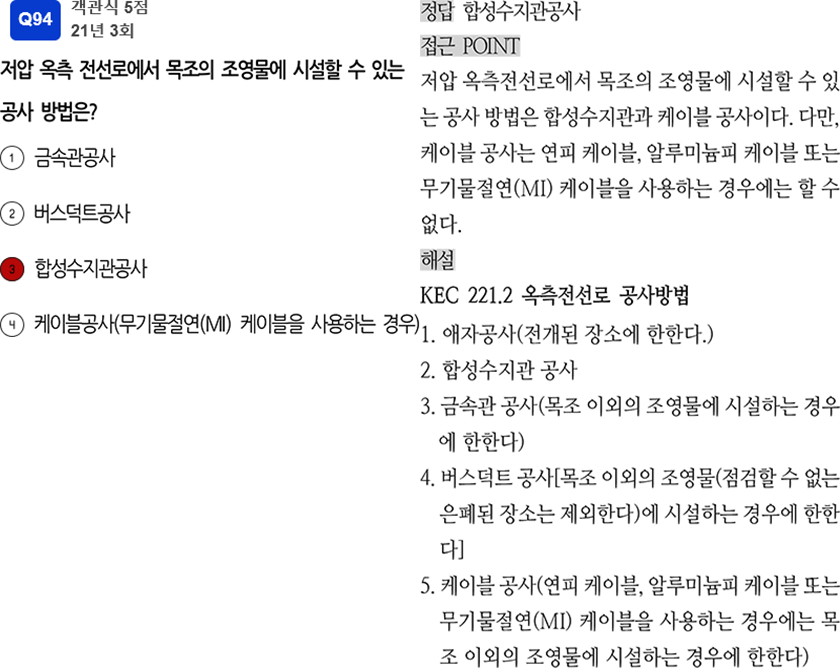 Q94
객관식 5점
21년 3회
저압 옥측 전선로에서 목조의 조영물에 시설할 수 있는
공사 방법은?
① 금속관공사
② 버스덕트공사
③ 합성수지관공사
④ 케이블공사(무기물절연(MI) 케이블을 사용하는 경우)
정답 합성수지관공사
접근 POINT
저압 옥측전선로에서 목조의 조영물에 시설할 수 있
는 공사 방법은 합성수지관과 케이블 공사이다. 다만,
케이블 공사는 연피 케이블, 알루미늄피 케이블 또는
무기물절연(MI) 케이블을 사용하는 경우에는 할 수
없다.
해설
KEC 221.2 옥측전선로 공사방법
1. 애자공사(전개된 장소에 한한다.)
2. 합성수지관 공사
3. 금속관 공사(목조 이외의 조영물에 시설하는 경우
에 한한다)
4. 버스덕트 공사[목조 이외의 조영물(점검할 수 없는
은폐된 장소는 제외한다)에 시설하는 경우에 한한
다]
5. 케이블 공사(연피 케이블, 알루미늄피 케이블 또는
무기물절연(MI) 케이블을 사용하는 경우에는 목
조 이외의 조영물에 시설하는 경우에 한한다)